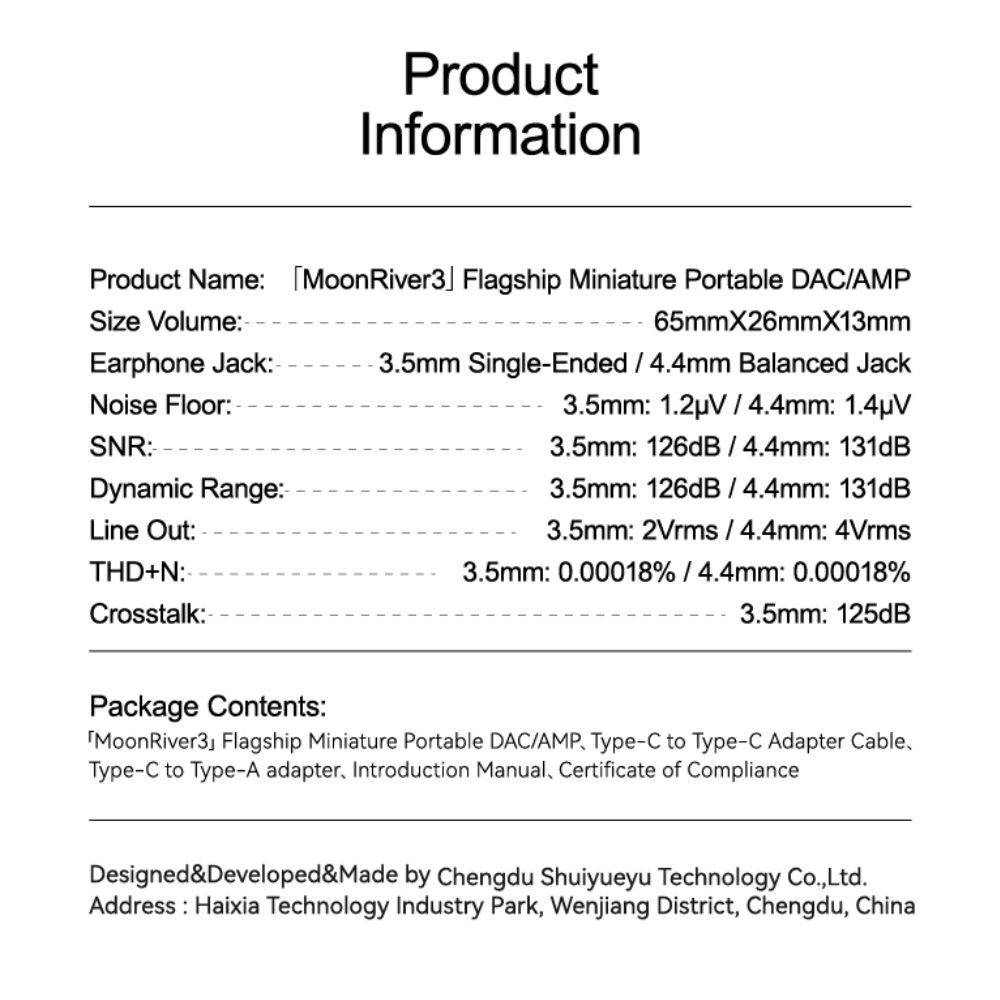 Product
Information
Product Name: 「MoonRiver3」 Flagship Miniature Portable DAC/AMP
Size Volume: 65mmX26mmX13mm
Earphone Jack: 3.5mm Single-Ended / 4.4mm Balanced Jack
Noise Floor: 3.5mm: 1.2μV / 4.4mm: 1.4μV
SNR: 3.5mm: 126dB / 4.4mm: 131dB
Dynamic Range: 3.5mm: 126dB / 4.4mm: 131dB
Line Out: 3.5mm: 2Vrms / 4.4mm: 4Vrms
THD+N: 3.5mm: 0.00018% / 4.4mm: 0.00018%
Crosstalk: 3.5mm: 125dB
Package Contents:
「MoonRiver3」 Flagship Miniature Portable DAC/AMP、Type-C to Type-C Adapter Cable、
Type-C to Type-A adapter、Introduction Manual、Certificate of Compliance
Designed&Developed&Made by Chengdu Shuiyueyu Technology Co.,Ltd.
Address : Haixia Technology Industry Park, Wenjiang District, Chengdu, China